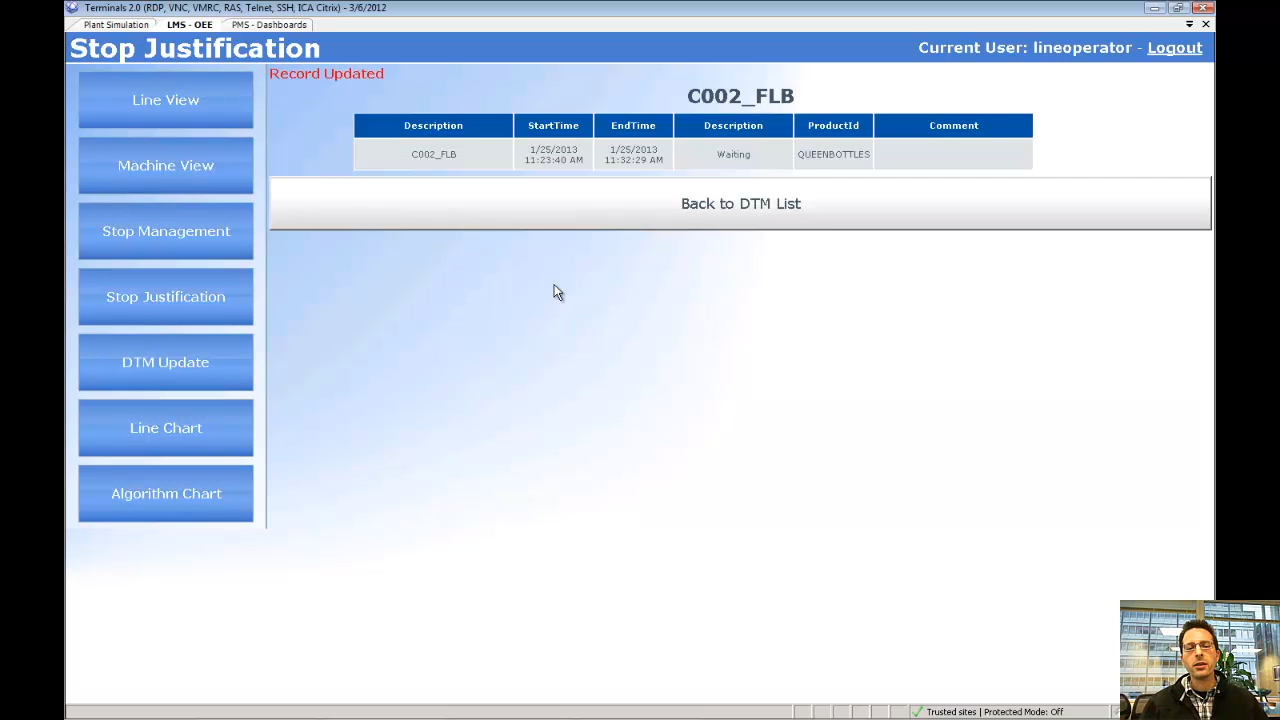 Terminals 2.0 (RDP, VNC, VMRC, RAS, Telnet, SSH, ICA Citrix) - 3/6/2012
Plant Simulation LMS - OEE PMS - Dashboards
Stop Justification Current User: lineoperator - Logout
Record Updated
Line View
Machine View
Stop Management
Stop Justification
DTM Update
Line Chart
Algorithm Chart
C002_FLB
Description StartTime EndTime Description ProductId Comment
C002_FLB 1/25/2013 11:23:40 AM 1/25/2013 11:32:29 AM Waiting QUEENBOTTLES
Back to DTM List
Trusted sites | Protected Mode: Off